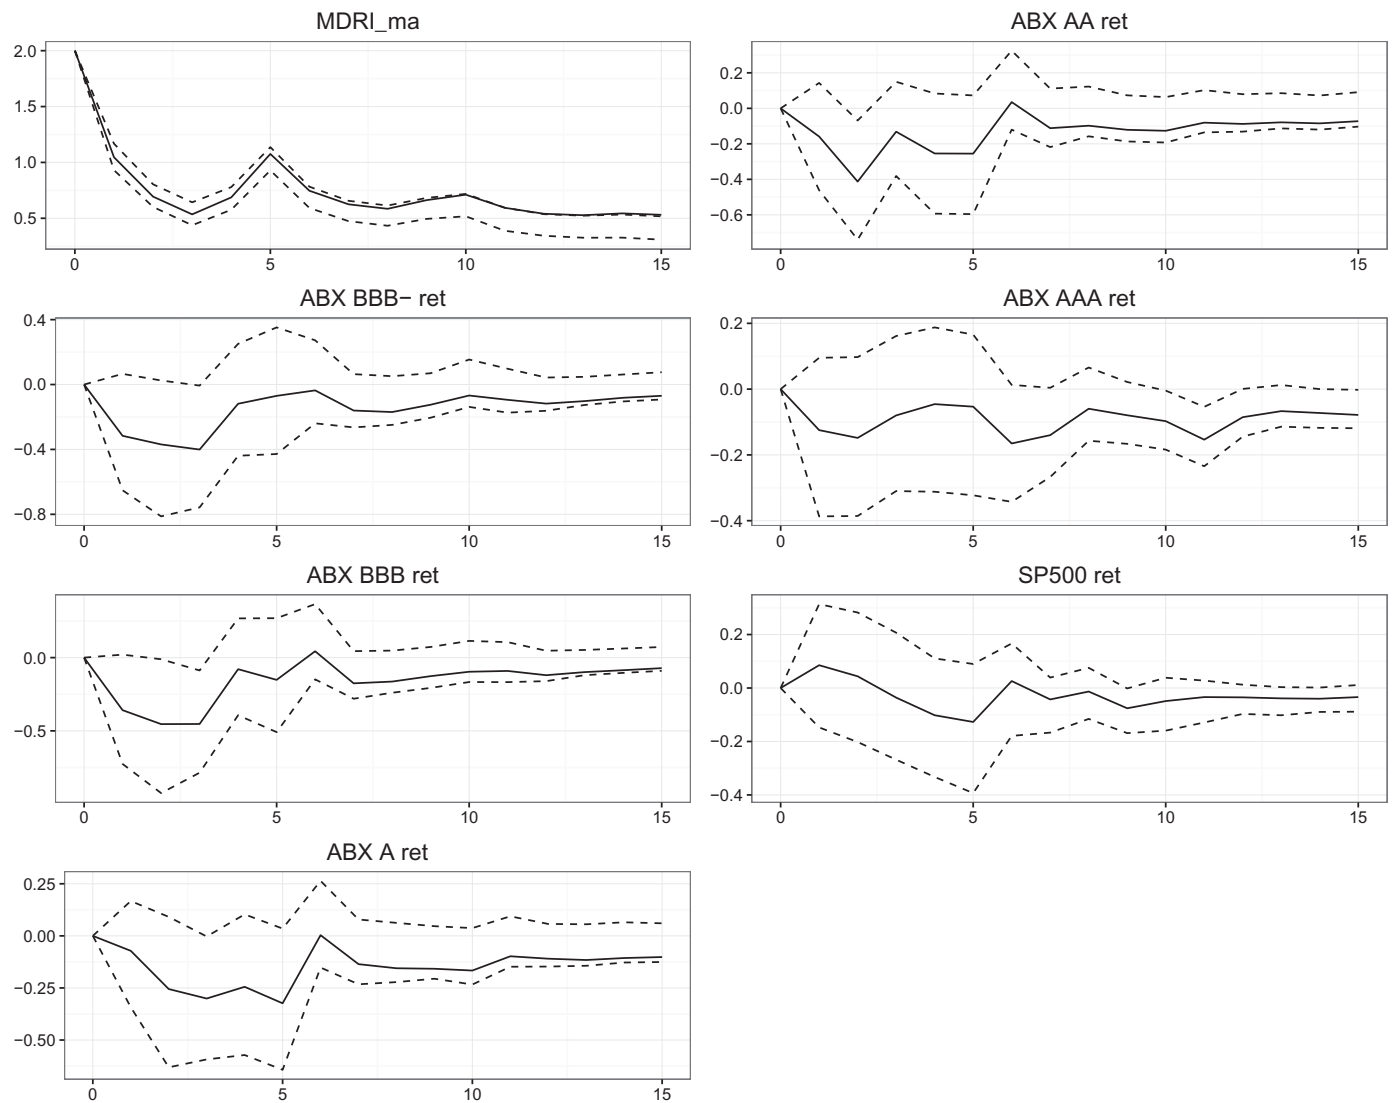 MDRI_ma
2.0
1.5
1.0
0.5
0 5 10 15
ABX AA ret
0.2
0.0
−0.2
−0.4
−0.6
0 5 10 15
ABX BBB− ret
0.4
0.0
−0.4
−0.8
0 5 10 15
ABX AAA ret
0.2
0.0
−0.2
−0.4
0 5 10 15
ABX BBB ret
0.0
−0.5
0 5 10 15
SP500 ret
0.2
0.0
−0.2
−0.4
0 5 10 15
ABX A ret
0.25
0.00
−0.25
−0.50
0 5 10 15